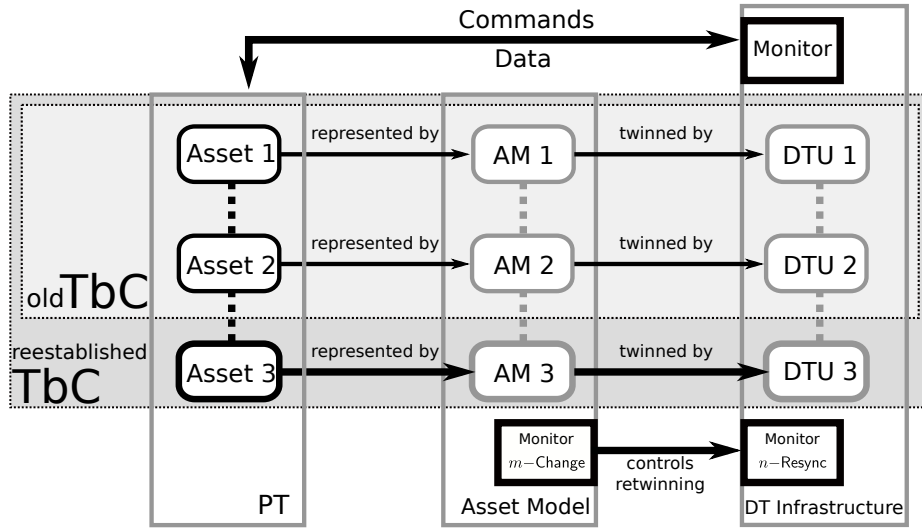 Commands
Data
Monitor
Asset 1
represented by
AM 1
twinned by
DTU 1
Asset 2
represented by
AM 2
twinned by
DTU 2
oldTbC
reestablished
TbC
Asset 3
represented by
AM 3
twinned by
DTU 3
Monitor
m−Change
controls
retwinning
Monitor
n−Resync
PT
Asset Model
DT Infrastructure